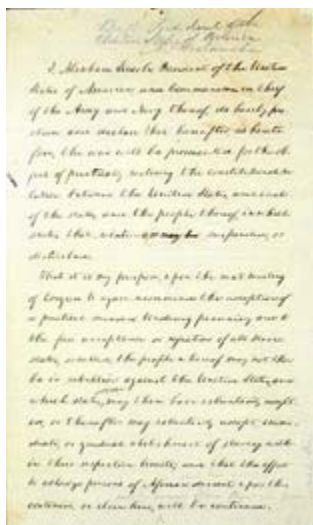 I, Abraham Lincoln, President of the United
States of America, and Commander-in-Chief
of the Army and Navy thereof, do hereby pro-
claim and declare that hereafter, as hereto-
fore, the war will be prosecuted for the ob-
ject of practically restoring the constitutional re-
lation between the United States, and each
of the states, and the people thereof, in which
states that relation is, or may be suspended, or
disturbed.
That it is my purpose, upon the next meeting
of Congress to again recommend the adoption of
a practical measure tendering pecuniary aid to
the free acceptance or rejection of all slave-
states, so called, the people whereof may not then
be in rebellion against the United States, and
which states, may then have voluntarily adopt-
ed, or thereafter may voluntarily adopt, imme-
diate, or gradual abolishment of slavery with-
in their respective limits; and that the effort
to colonize persons of African descent, upon this
continent, or elsewhere, will be continued.